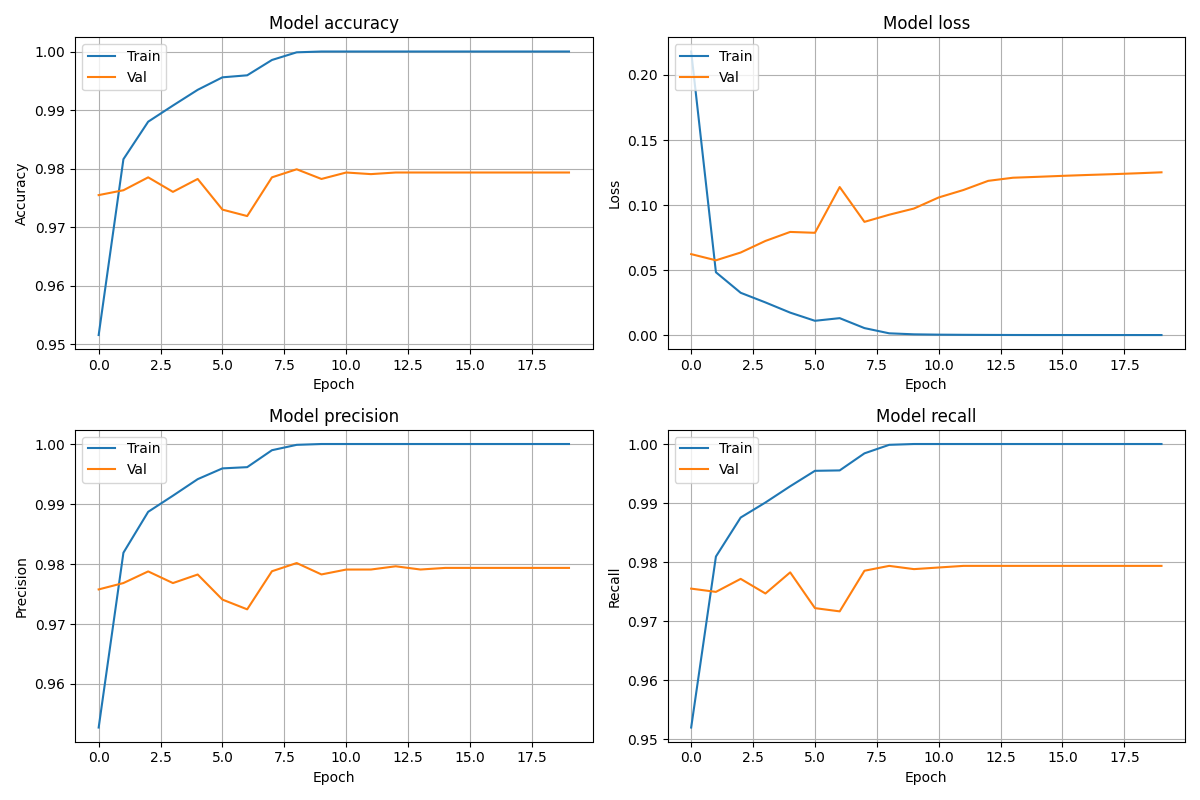 Model accuracy
Train
Val
1.00
0.99
0.98
0.97
0.96
0.95
Accuracy
0.0 2.5 5.0 7.5 10.0 12.5 15.0 17.5
Epoch
Model loss
Train
Val
0.20
0.15
0.10
0.05
0.00
Loss
0.0 2.5 5.0 7.5 10.0 12.5 15.0 17.5
Epoch
Model precision
Train
Val
1.00
0.99
0.98
0.97
0.96
Precision
0.0 2.5 5.0 7.5 10.0 12.5 15.0 17.5
Epoch
Model recall
Train
Val
1.00
0.99
0.98
0.97
0.96
0.95
Recall
0.0 2.5 5.0 7.5 10.0 12.5 15.0 17.5
Epoch